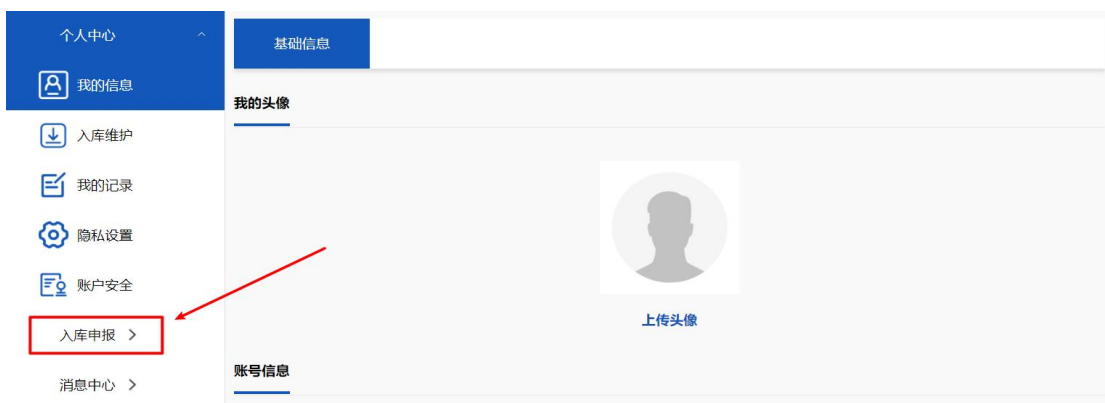 个人中心
我的信息
入库维护
我的记录
隐私设置
账户安全
入库申报
消息中心
基础信息
我的头像
上传头像
账号信息